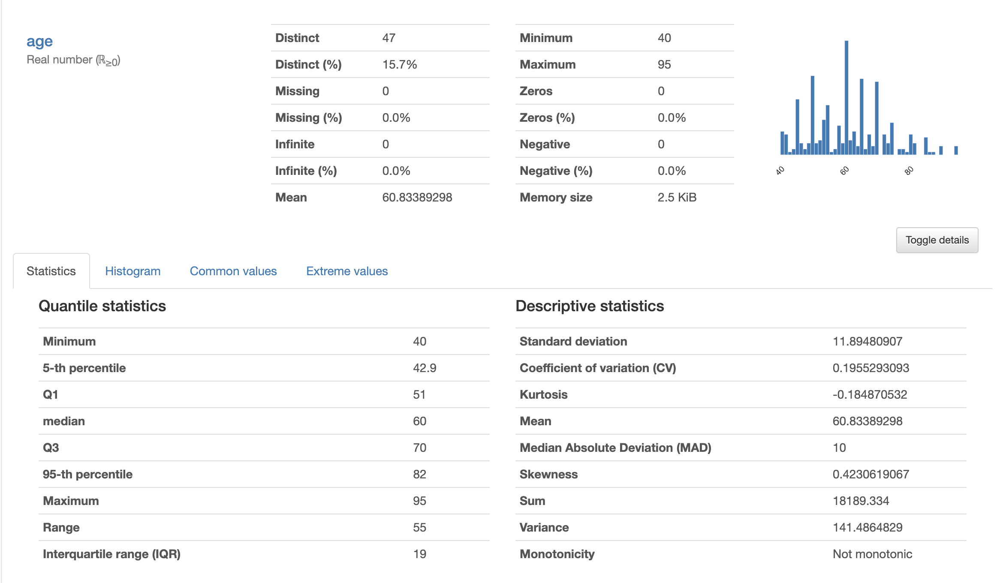 age
Real number (ℝ≥0)
Distinct 47
Distinct (%) 15.7%
Missing 0
Missing (%) 0.0%
Infinite 0
Infinite (%) 0.0%
Mean 60.83389298
Minimum 40
Maximum 95
Zeros 0
Zeros (%) 0.0%
Negative 0
Negative (%) 0.0%
Memory size 2.5 KiB
40 60 80
Toggle details
Statistics Histogram Common values Extreme values
Quantile statistics
Minimum 40
5-th percentile 42.9
Q1 51
median 60
Q3 70
95-th percentile 82
Maximum 95
Range 55
Interquartile range (IQR) 19
Descriptive statistics
Standard deviation 11.89480907
Coefficient of variation (CV) 0.1955293093
Kurtosis -0.184870532
Mean 60.83389298
Median Absolute Deviation (MAD) 10
Skewness 0.4230619067
Sum 18189.334
Variance 141.4864829
Monotonicity Not monotonic